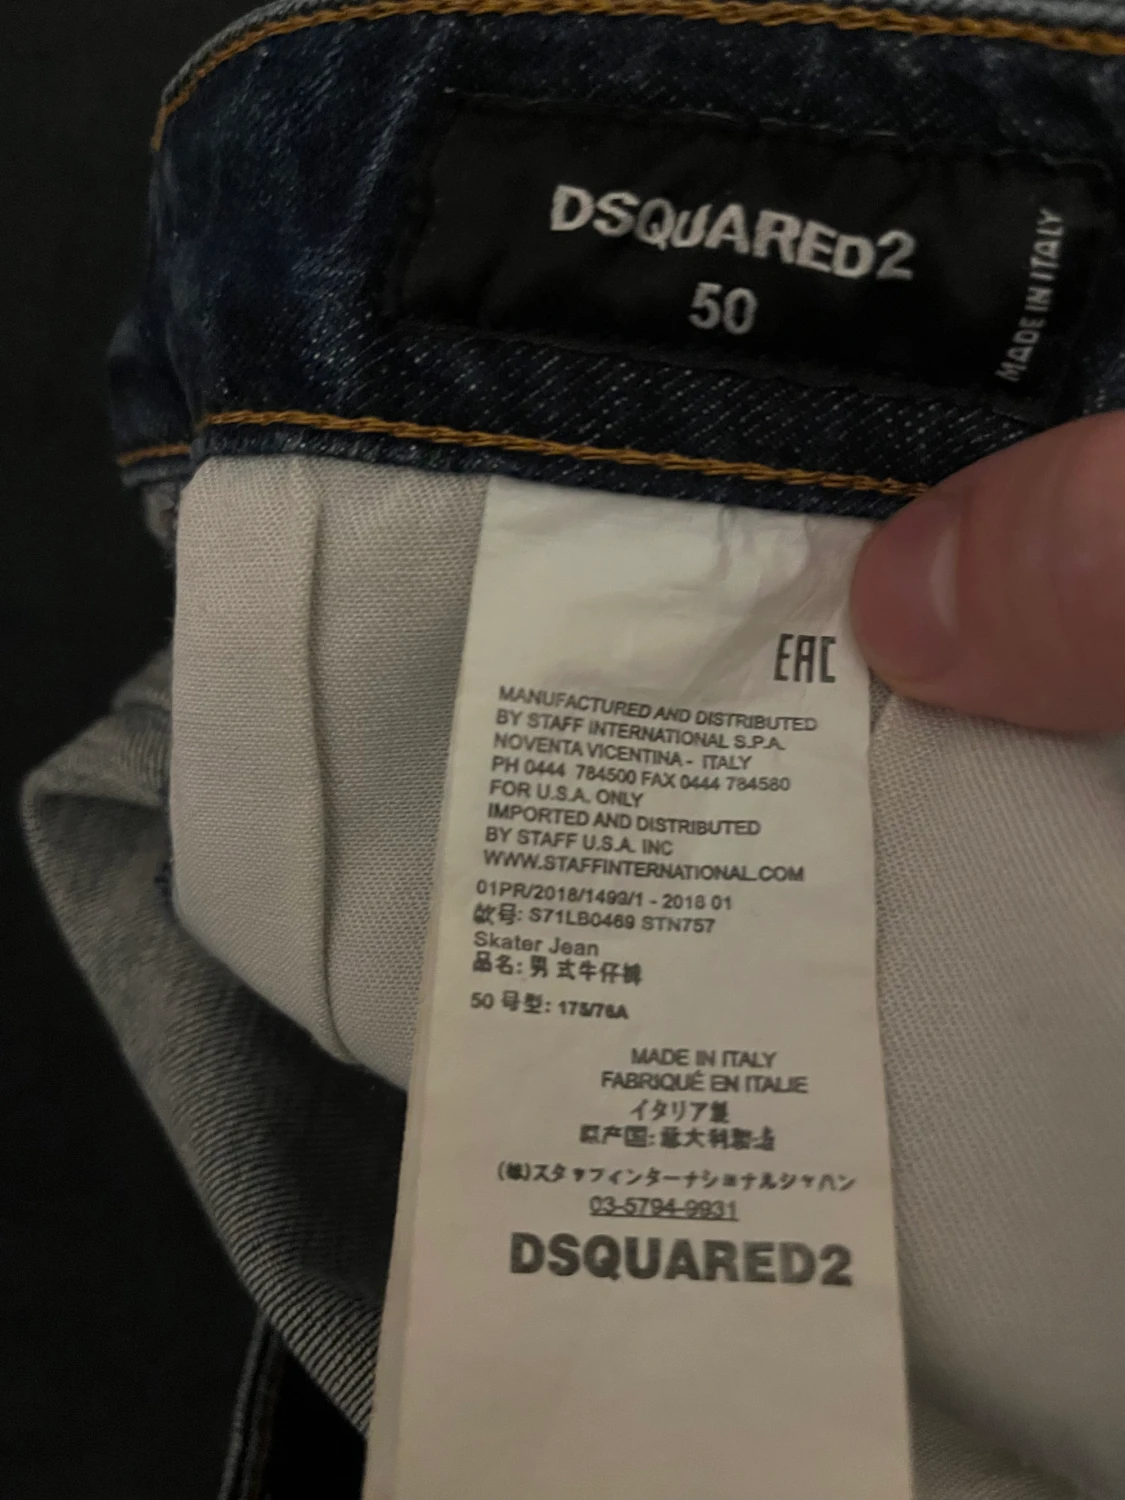 DSQUARED2
50
MADE IN ITALY
EAC
MANUFACTURED AND DISTRIBUTED
BY STAFF INTERNATIONAL S.P.A.
NOVENTA VICENTINA - ITALY
PH 0444 784500 FAX 0444 784580
FOR U.S.A. ONLY
IMPORTED AND DISTRIBUTED
BY STAFF U.S.A. INC
WWW.STAFFINTERNATIONAL.COM
01PR/2018/1499/1 - 2018 01
款号: S71LB0469 STN757
Skater Jean
品名: 男式牛仔裤
50 号型: 175/76A
MADE IN ITALY
FABRIQUÉ EN ITALIE
イタリア製
原产国: 意大利制造
(株)スタッフインターナショナルジャパン
03-5794-9931
DSQUARED2